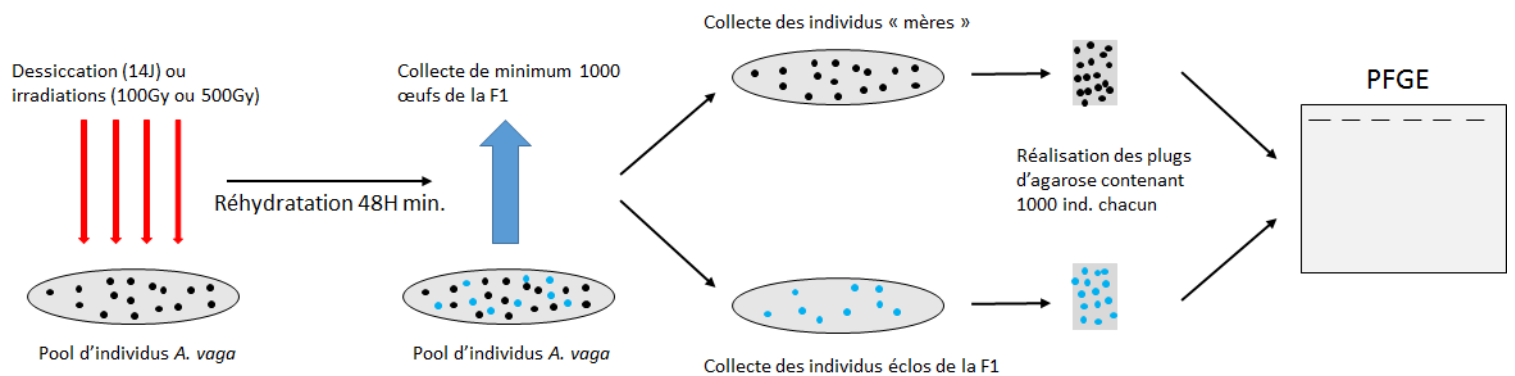 Dessiccation (14J) ou
irradiations (100Gy ou 500Gy)
Pool d'individus A. vaga
Réhydratation 48H min.
Collecte de minimum 1000
œufs de la F1
Pool d'individus A. vaga
Collecte des individus « mères »
Collecte des individus éclos de la F1
Réalisation des plugs
d'agarose contenant
1000 ind. chacun
PFGE